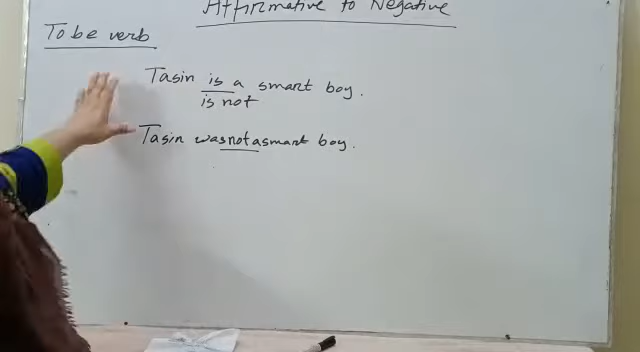 Affirmative to Negative
To be verb
Tasin is a smart boy.
is not
Tasin was not a smart boy.